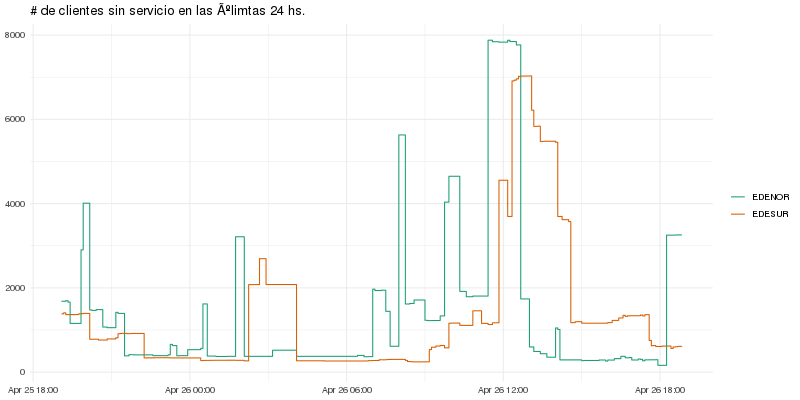 # de clientes sin servicio en las Ãºlimtas 24 hs.
8000
6000
4000
2000
0
Apr 25 18:00
Apr 26 00:00
Apr 26 06:00
Apr 26 12:00
Apr 26 18:00
EDENOR
EDESUR